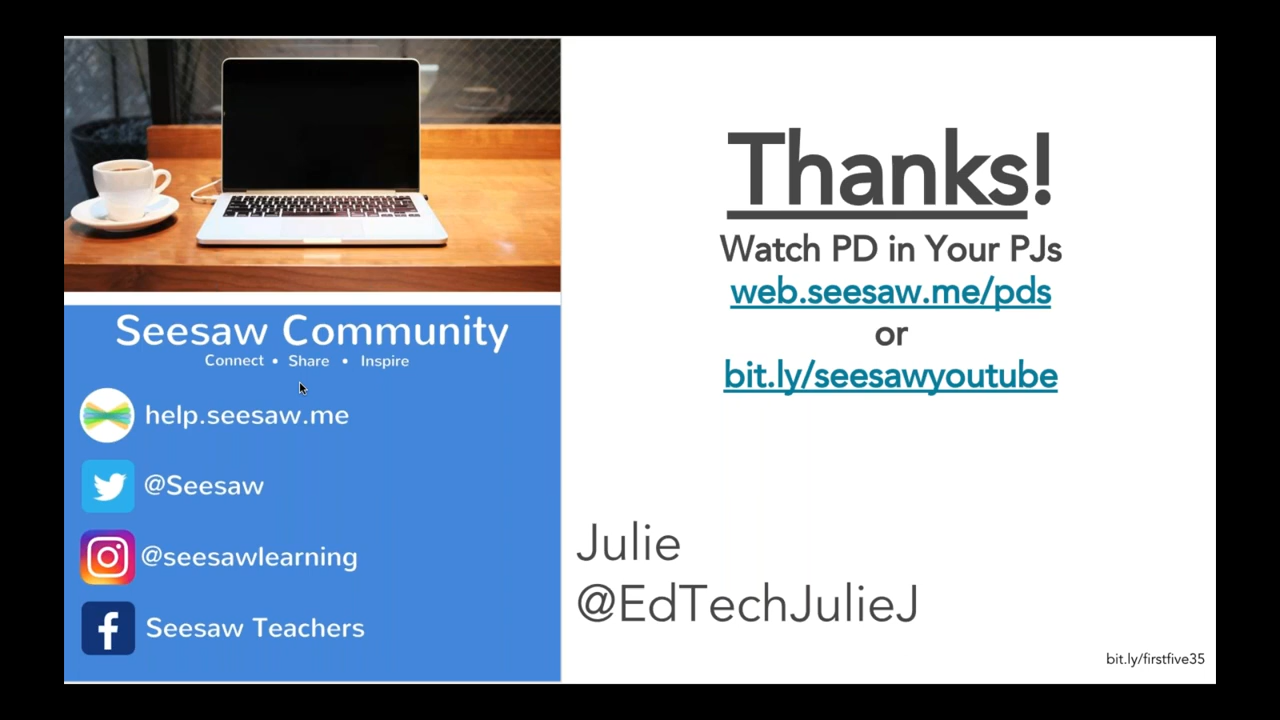 Seesaw Community
Connect • Share • Inspire
help.seesaw.me
@Seesaw
@seesawlearning
Seesaw Teachers
Thanks!
Watch PD in Your PJs
web.seesaw.me/pds
or
bit.ly/seesawyoutube
Julie
@EdTechJulieJ
bit.ly/firstfive35